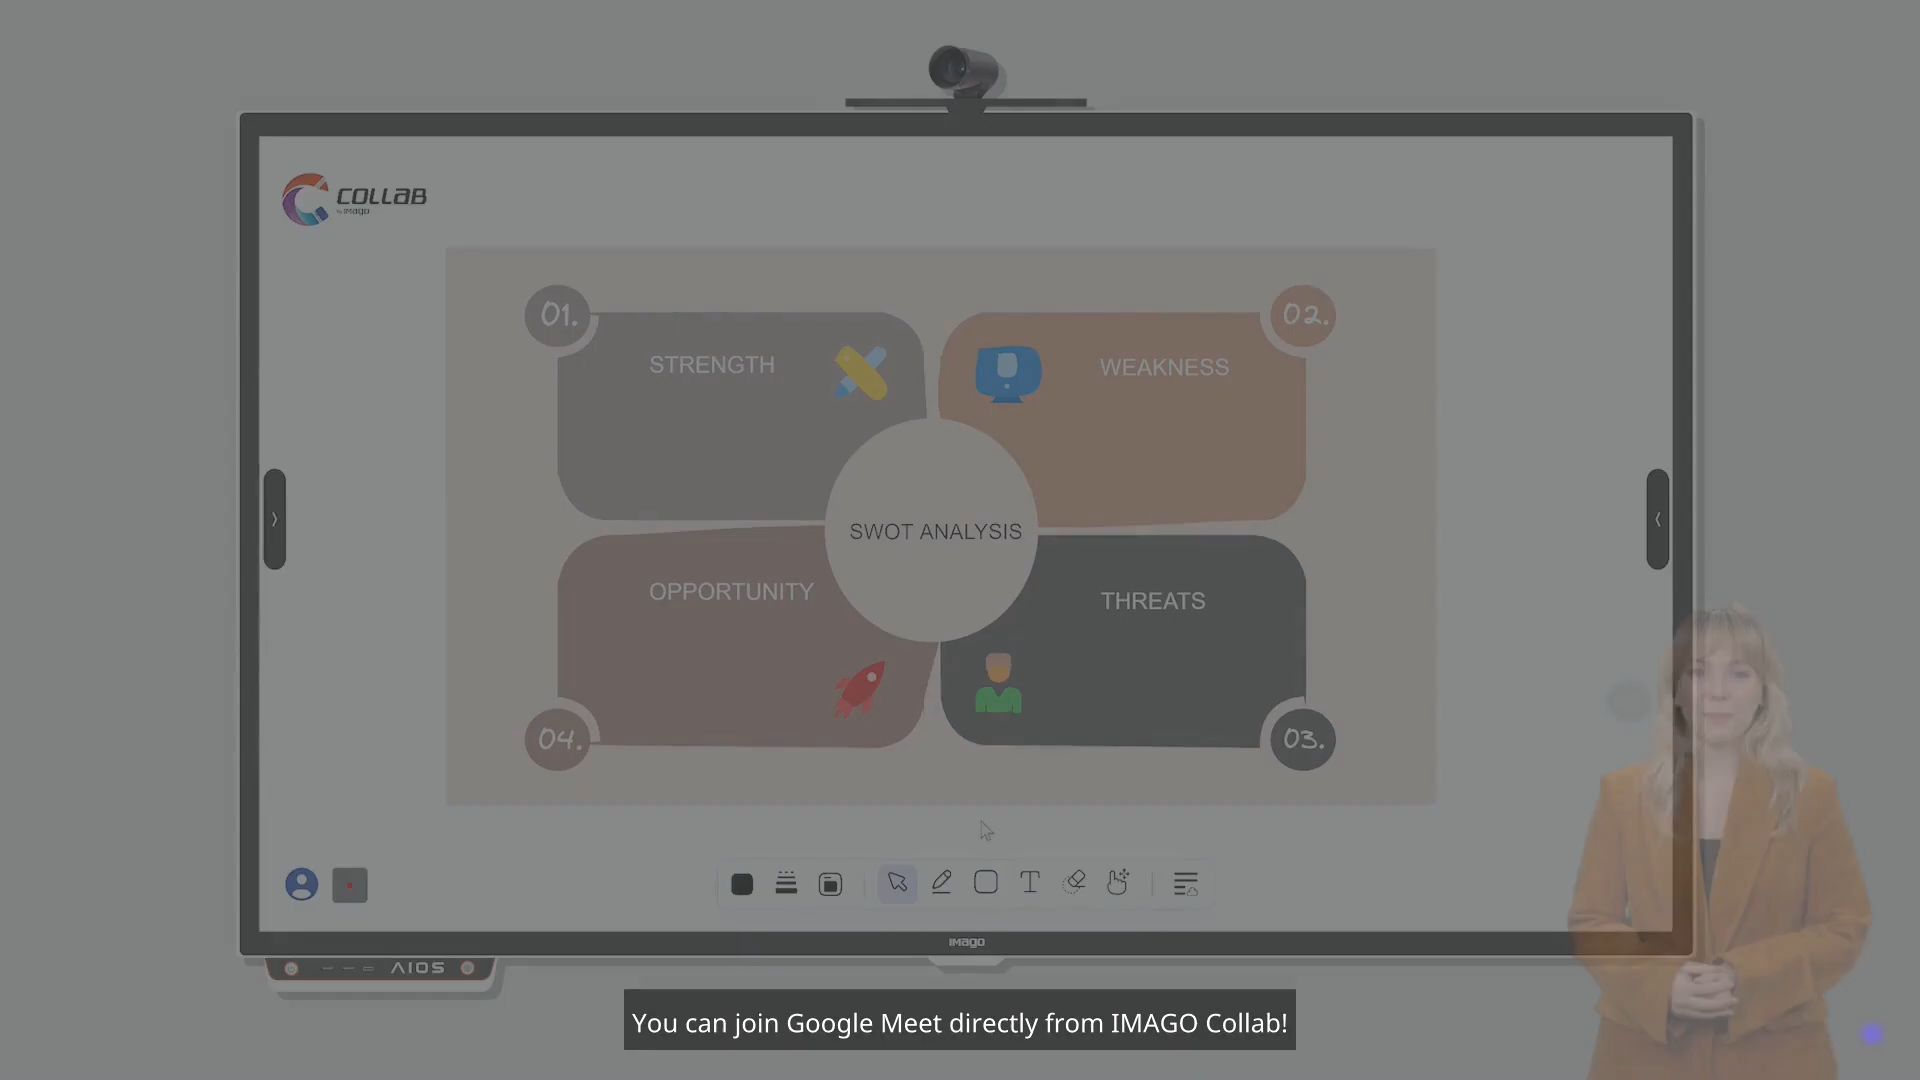 COLLAB
by IMAGO
01.
02.
STRENGTH
WEAKNESS
SWOT ANALYSIS
OPPORTUNITY
THREATS
04.
03.
T
IMAGO
AIOS
You can join Google Meet directly from IMAGO Collab!